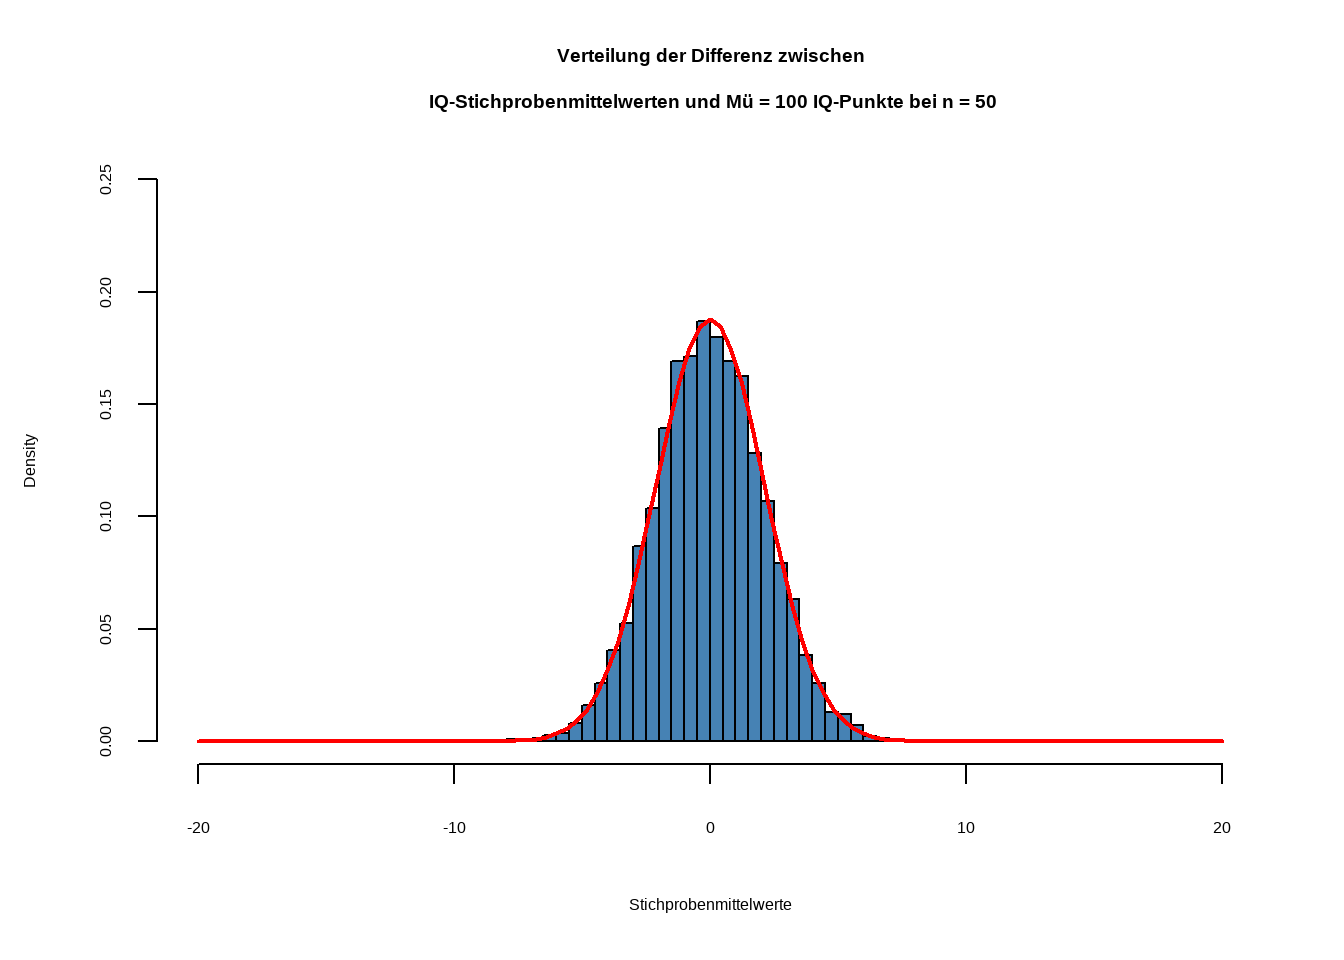 Verteilung der Differenz zwischen
IQ-Stichprobenmittelwerten und Mü = 100 IQ-Punkte bei n = 50
0.25
0.20
0.15
0.10
0.05
0.00
Density
-20 -10 0 10 20
Stichprobenmittelwerte